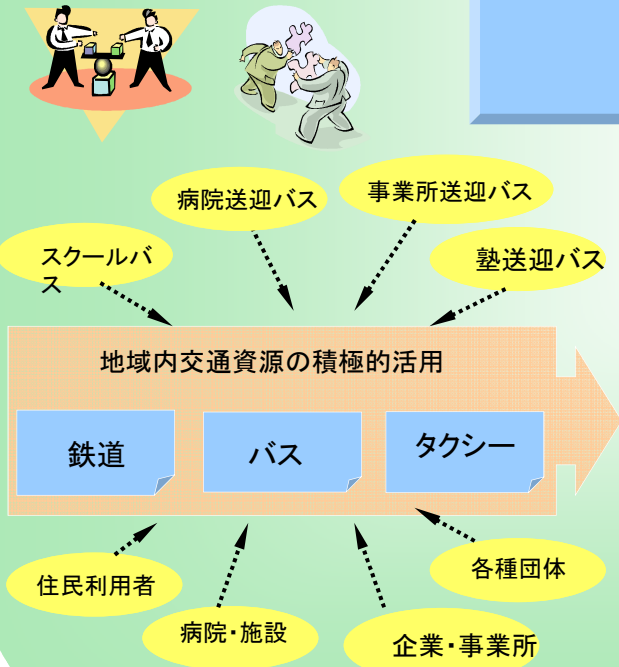 病院送迎バス
事業所送迎バス
スクールバ
ス
塾送迎バス
地域内交通資源の積極的活用
鉄道
バス
タクシー
住民利用者
各種団体
病院・施設
企業・事業所